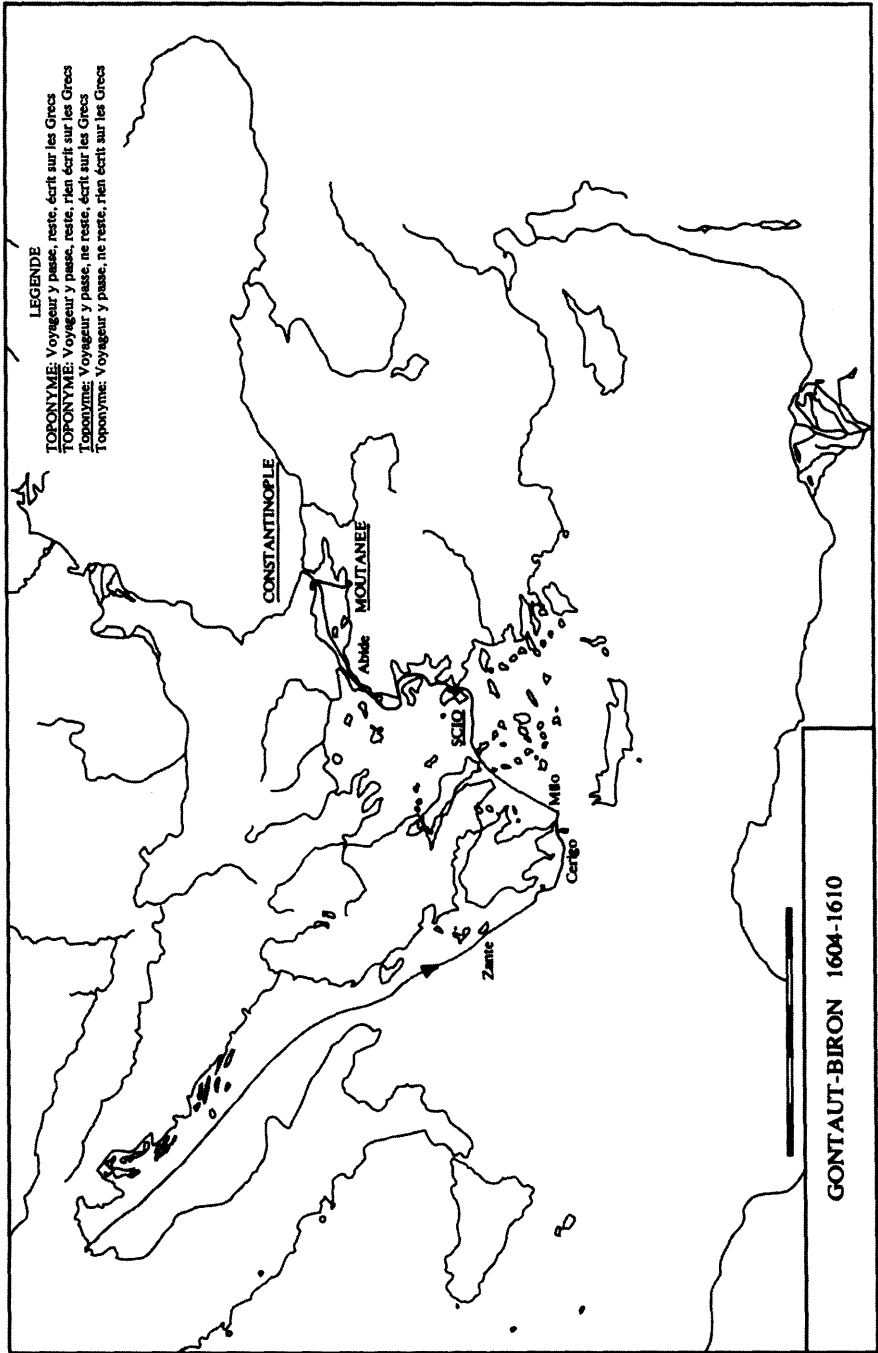 LEGENDE
TOPONYME: Voyageur y passe, reste, écrit sur les Grecs
TOPONYME: Voyageur y passe, reste, rien écrit sur les Grecs
Toponyme: Voyageur y passe, ne reste, écrit sur les Grecs
Toponyme: Voyageur y passe, ne reste, rien écrit sur les Grecs
CONSTANTINOPLE
MOUTANEE
Abide
SCIO
Milo
Cerigo
Zante
GONTAUT-BIRON 1604-1610